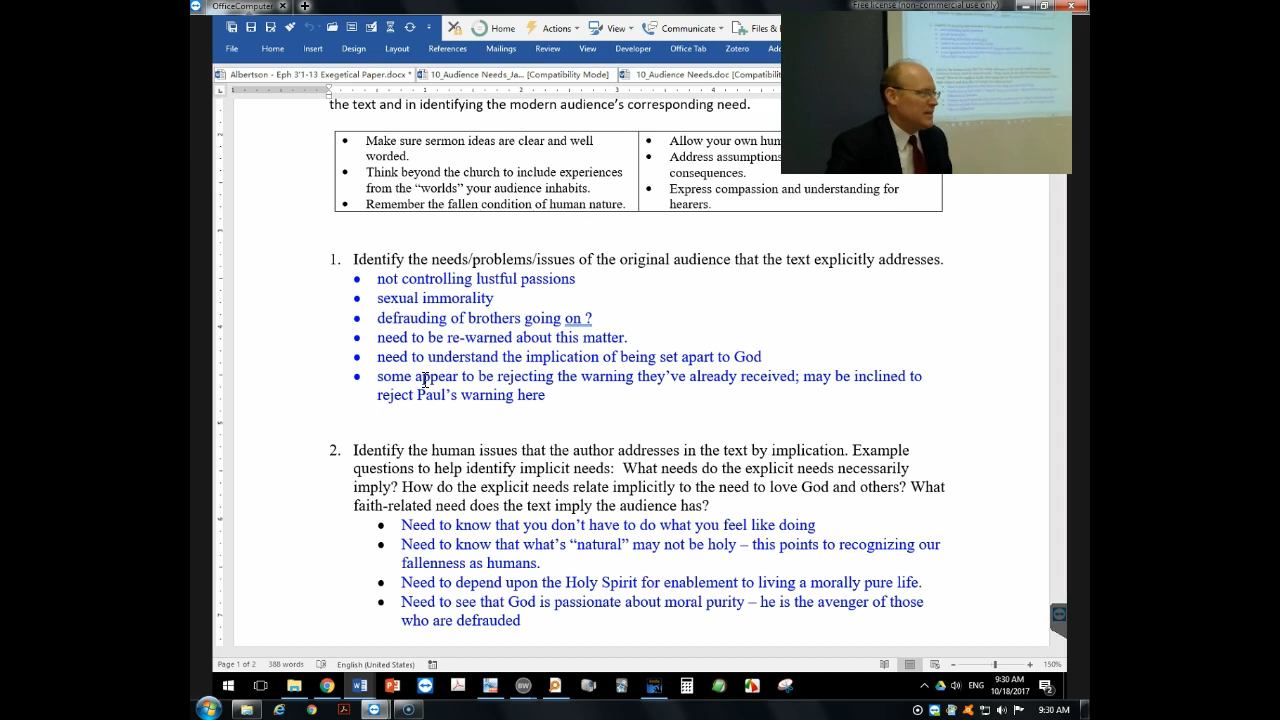 OfficeComputer
Free license (non-commercial use only)
Home Actions View Communicate Files &
File Home Insert Design Layout References Mailings Review View Developer Office Tab Zotero
Albertson - Eph 3'1-13 Exegetical Paper.docx * 10_Audience Needs_Ja... [Compatibility Mode] 10_Audience Needs.doc [Compatibility
the text and in identifying the modern audience's corresponding need.
• Make sure sermon ideas are clear and well
worded.
• Think beyond the church to include experiences
from the “worlds” your audience inhabits.
• Remember the fallen condition of human nature.
• Allow your own hum
• Address assumptions
consequences.
• Express compassion and understanding for
hearers.
1. Identify the needs/problems/issues of the original audience that the text explicitly addresses.
• not controlling lustful passions
• sexual immorality
• defrauding of brothers going on ?
• need to be re-warned about this matter.
• need to understand the implication of being set apart to God
• some appear to be rejecting the warning they've already received; may be inclined to
reject Paul's warning here
2. Identify the human issues that the author addresses in the text by implication. Example
questions to help identify implicit needs: What needs do the explicit needs necessarily
imply? How do the explicit needs relate implicitly to the need to love God and others? What
faith-related need does the text imply the audience has?
• Need to know that you don't have to do what you feel like doing
• Need to know that what's “natural” may not be holy – this points to recognizing our
fallenness as humans.
• Need to depend upon the Holy Spirit for enablement to living a morally pure life.
• Need to see that God is passionate about moral purity – he is the avenger of those
who are defrauded
Page 1 of 2 388 words English (United States) 150%
ENG 9:30 AM
10/18/2017
9:30 AM